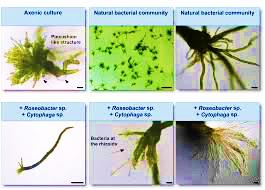 Axenic culture
Natural bacterial community
Natural bacterial community
Pincushion
like structure
+ Roseobacter sp.
+ Cytophaga sp
+ Roseobacter sp.
+ Cytophaga sp.
+ Roseobacter sp.
+ Cytophaga sp.
Bacteria at
the rhizoids